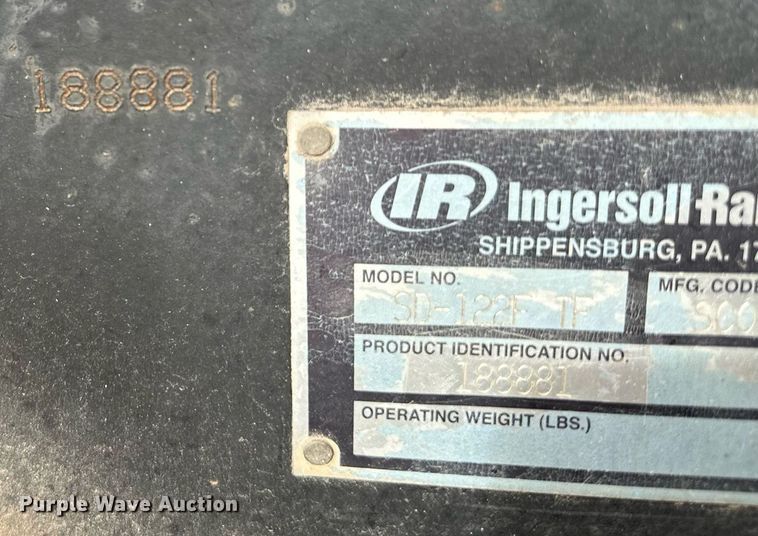 188881
IR Ingersoll-Ra
SHIPPENSBURG, PA. 17
MODEL NO. MFG. CODE
SD-122F TF
PRODUCT IDENTIFICATION NO.
188881
OPERATING WEIGHT (LBS.)
Purple Wave Auction